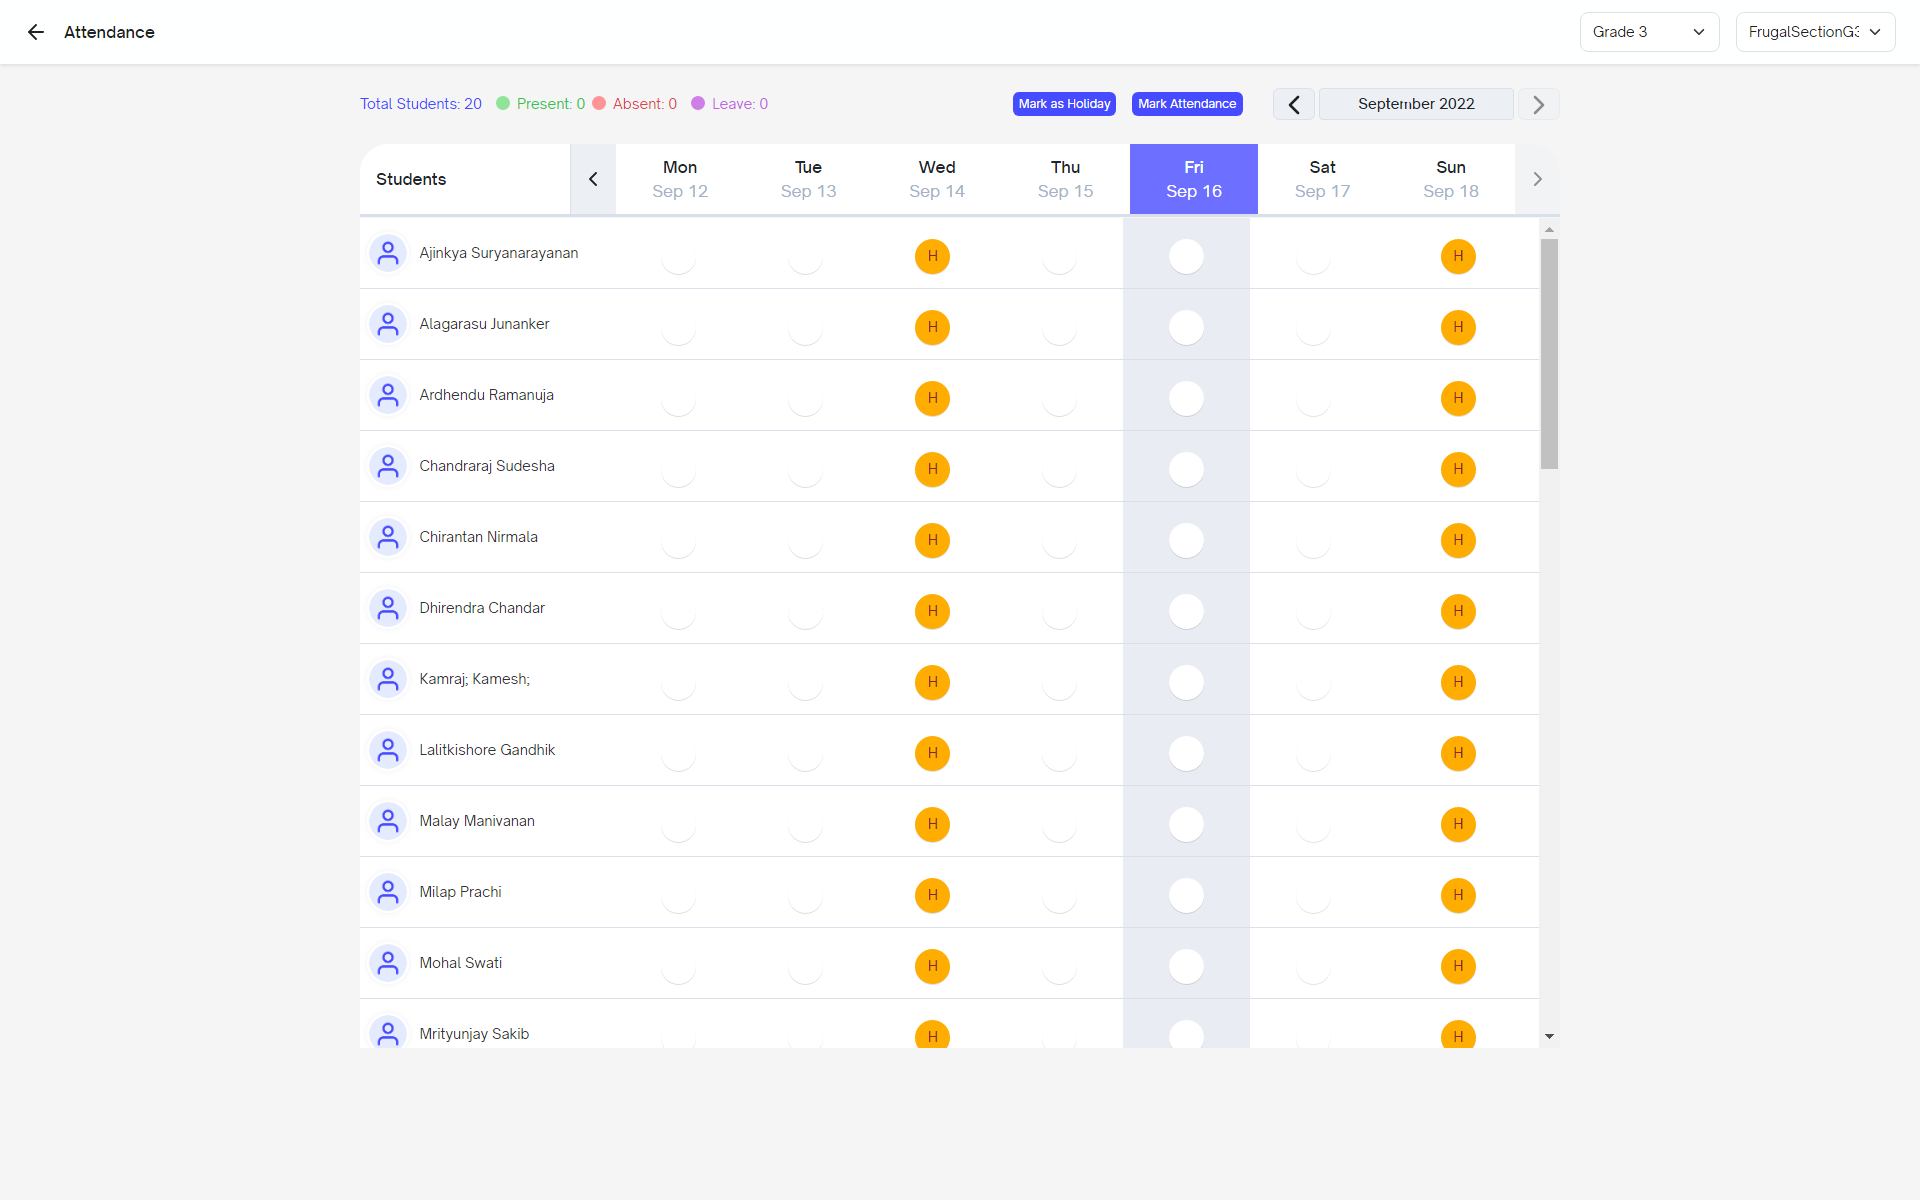 Attendance
Grade 3
FrugalSectionG3
Total Students: 20
Present: 0
Absent: 0
Leave: 0
Mark as Holiday
Mark Attendance
September 2022
Students
Mon Tue Wed Thu Fri Sat Sun
Sep 12 Sep 13 Sep 14 Sep 15 Sep 16 Sep 17 Sep 18
Ajinkya Suryanarayanan H H
Alagarasu Junanker H H
Ardhendu Ramanuja H H
Chandraraj Sudesha H H
Chirantan Nirmala H H
Dhirendra Chandar H H
Kamraj; Kamesh; H H
Lalitkishore Gandhik H H
Malay Manivanan H H
Milap Prachi H H
Mohal Swati H H
Mrityunjay Sakib H H